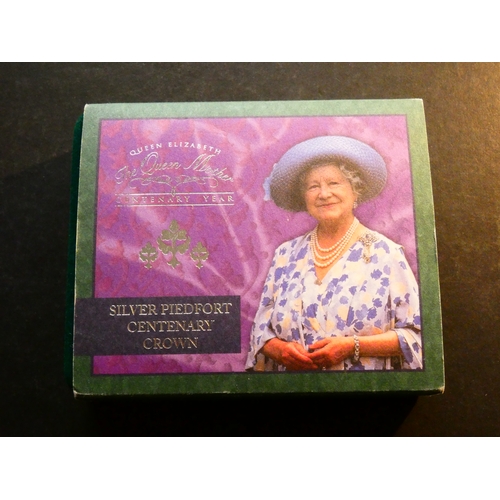 QUEEN ELIZABETH
The Queen Mother
CENTENARY YEAR
SILVER PIEDFORT
CENTENARY
CROWN